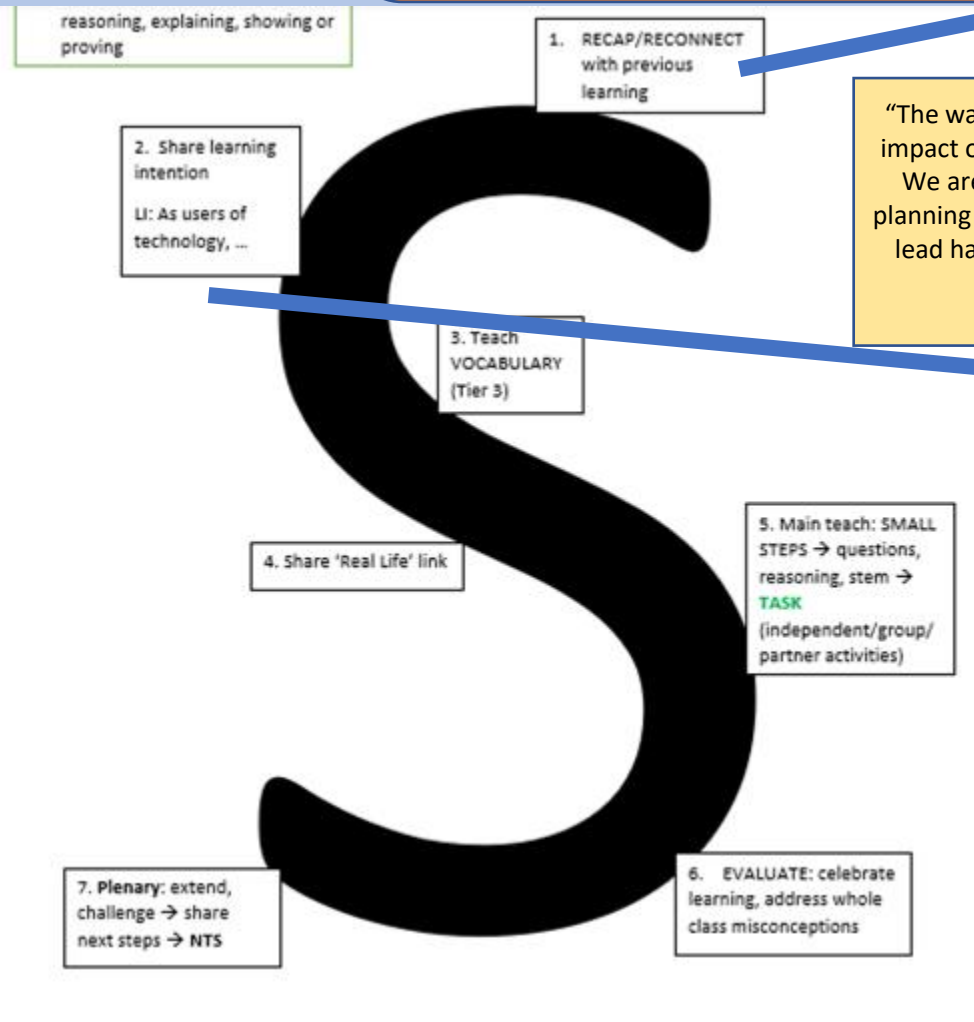 reasoning, explaining, showing or
proving
1. RECAP/RECONNECT
with previous
learning
2. Share learning
intention
LI: As users of
technology, ...
3. Teach
VOCABULARY
(Tier 3)
4. Share 'Real Life' link
5. Main teach: SMALL
STEPS → questions,
reasoning, stem →
TASK
(independent/group/
partner activities)
6. EVALUATE: celebrate
learning, address whole
class misconceptions
7. Plenary: extend,
challenge → share
next steps → NTS
“The
impact
We
planning
lead